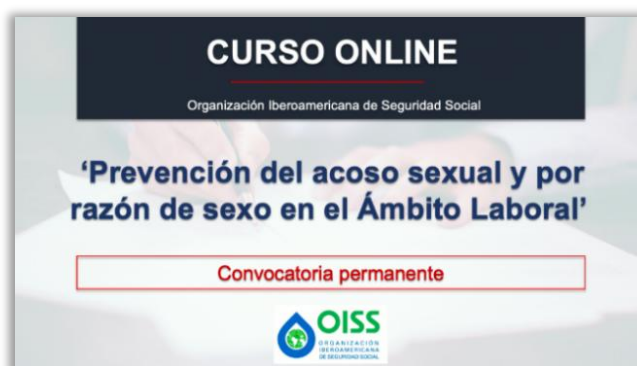 CURSO ONLINE
Organización Iberoamericana de Seguridad Social
‘Prevención del acoso sexual y por
razón de sexo en el Ámbito Laboral’
Convocatoria permanente
OISS
ORGANIZACIÓN
IBEROAMERICANA
DE SEGURIDAD SOCIAL